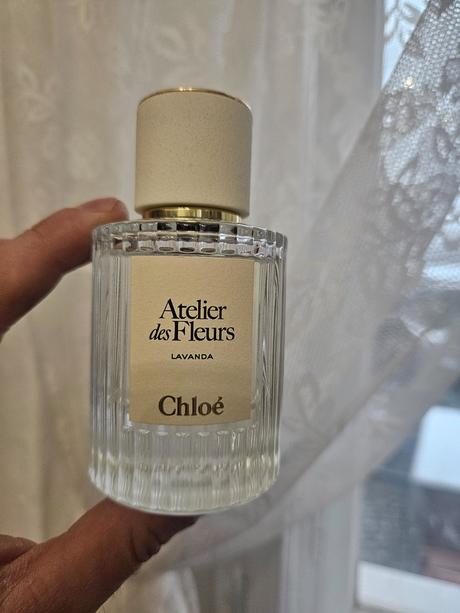 Atelier
des Fleurs
LAVANDA
Chloé